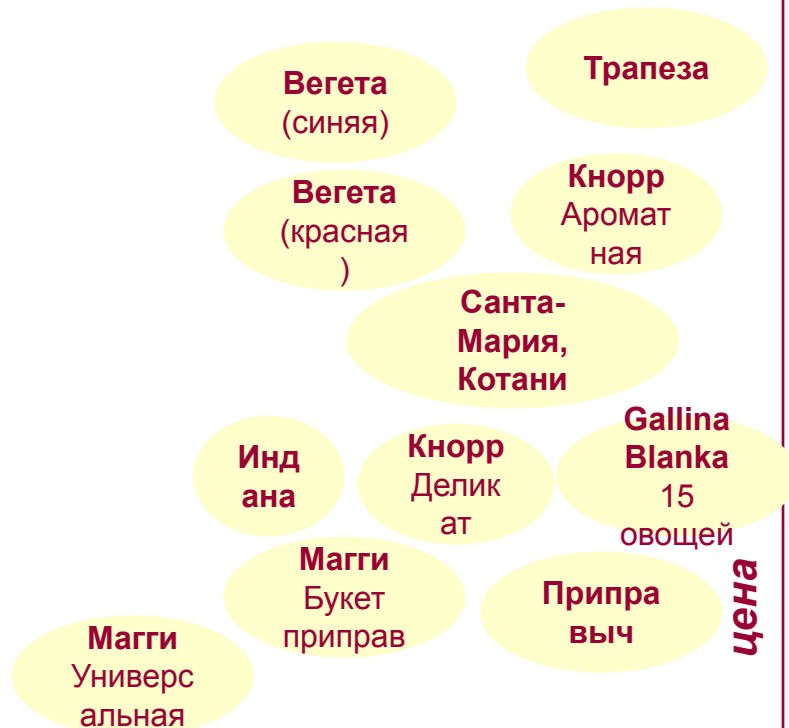 Трапеза
Вегета
(синяя)
Кнорр
Аромат
ная
Вегета
(красная
)
Санта-
Мария,
Котани
Gallina
Blanka
15
овощей
Кнорр
Делик
ат
Инд
ана
Магги
Букет
приправ
Припра
выч
цена
Магги
Универс
альная